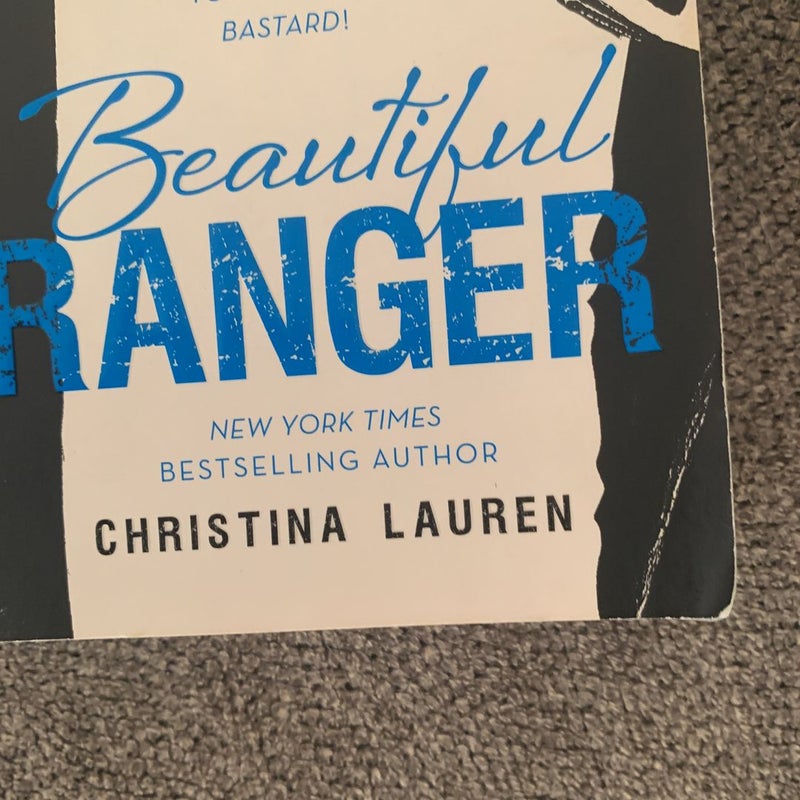 BASTARD!
Beautiful
RANGER
NEW YORK TIMES
BESTSELLING AUTHOR
CHRISTINA LAUREN